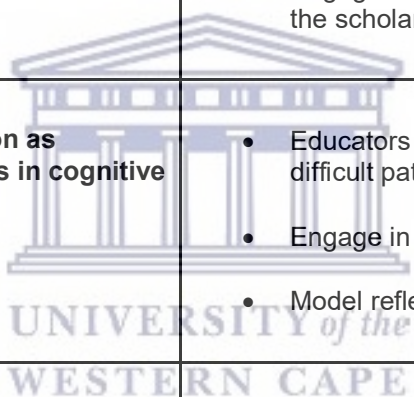 the scholar
on as
s in cognitive
• Educators
difficult pat
• Engage in
• Model refle
UNIVERSITY of the
WESTERN CAPE